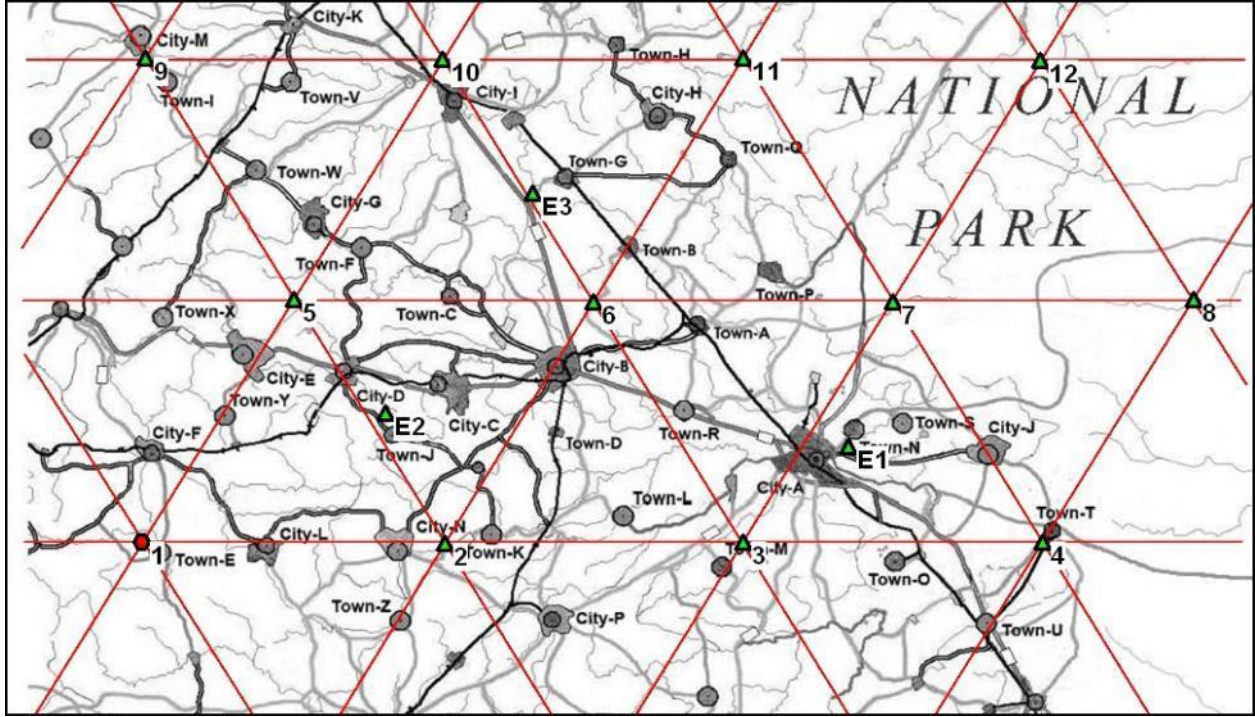 City-K
City-M
9
10
11
12
Town-H
Town-I
Town-V
City-I
City-H
NATIONAL
Town-W
Town-G
Town-Q
City-G
E3
PARK
Town-F
Town-B
Town-P
Town-X
5
Town-C
6
7
8
Town-A
City-E
City-B
Town-Y
City-D
E2
City-C
Town-R
Town-S
City-J
City-F
Town-J
Town-D
Town-N
E1
City-A
Town-L
Town-T
1
Town-E
City-L
City-N
2
Town-K
3
Town-M
4
Town-O
Town-Z
City-P
Town-U